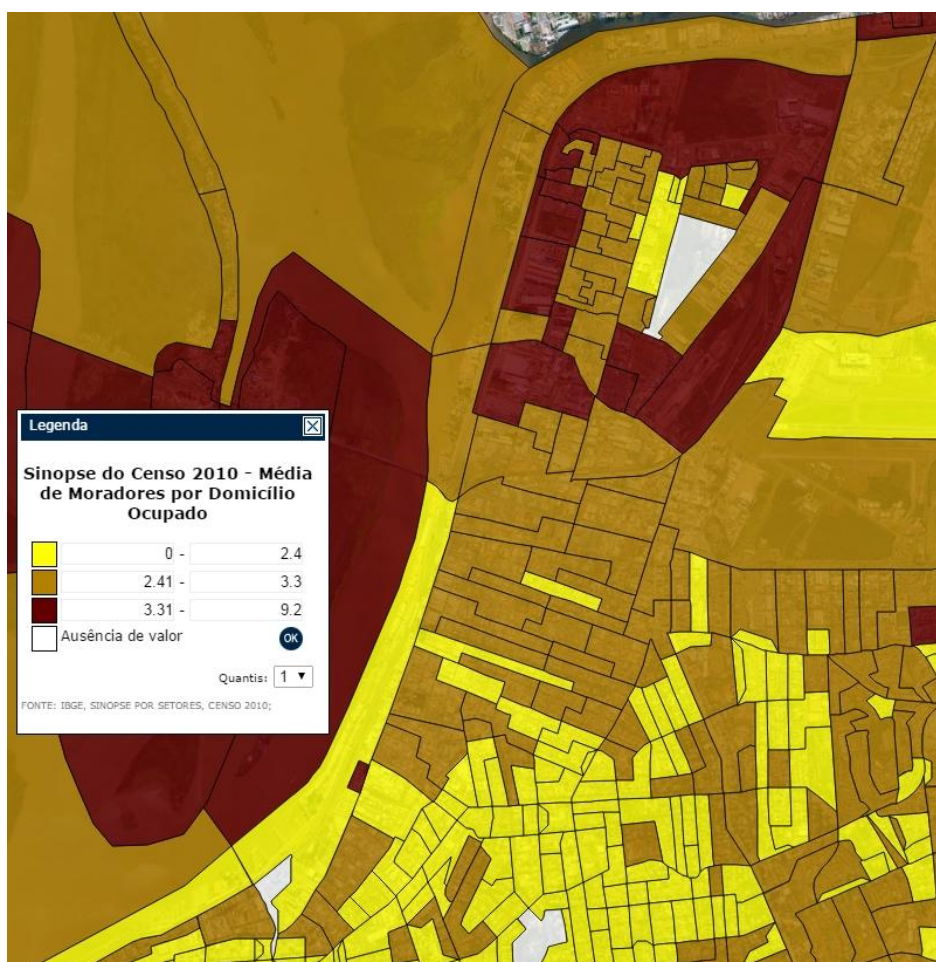 Legenda
Sinopse do Censo 2010 - Média
de Moradores por Domicílio
Ocupado
0 - 2.4
2.41 - 3.3
3.31 - 9.2
Ausência de valor OK
Quantis: 1
FONTE: IBGE, SINOPSE POR SETORES, CENSO 2010;